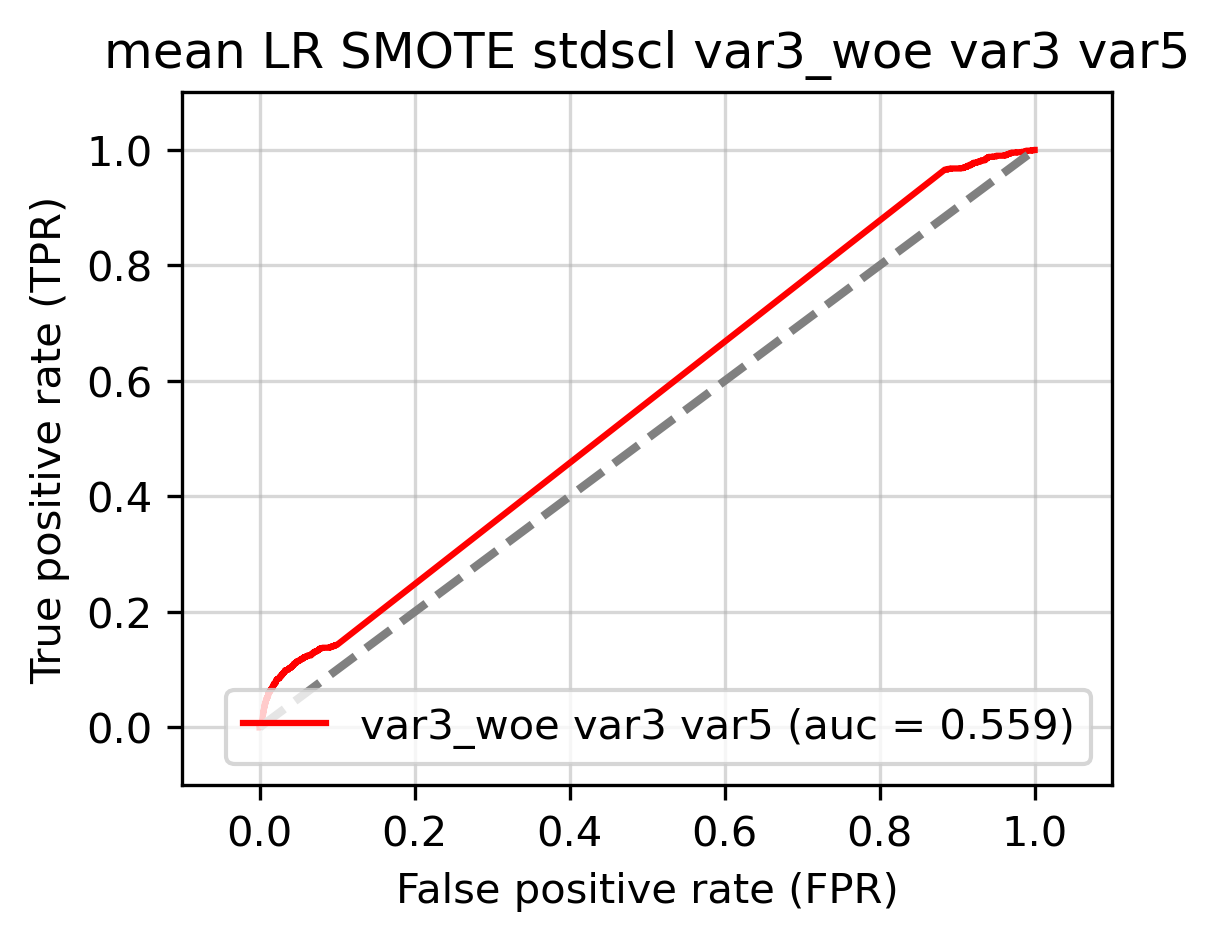 mean LR SMOTE stdscl var3_woe var3 var5
True positive rate (TPR)
1.0
0.8
0.6
0.4
0.2
0.0
var3_woe var3 var5 (auc = 0.559)
0.0 0.2 0.4 0.6 0.8 1.0
False positive rate (FPR)